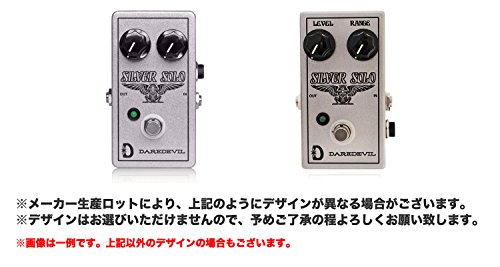 SILVER SOLO
OUT IN
DAREDEVIL
LEVEL RANGE
SILVER SOLO
OUT IN
DAREDEVIL
※メーカー生産ロットにより、上記のようにデザインが異なる場合がございます。
※デザインはお選びいただけませんので、予めご了承の程よろしくお願い致します。
※画像は一例です。上記以外のデザインの場合もございます。